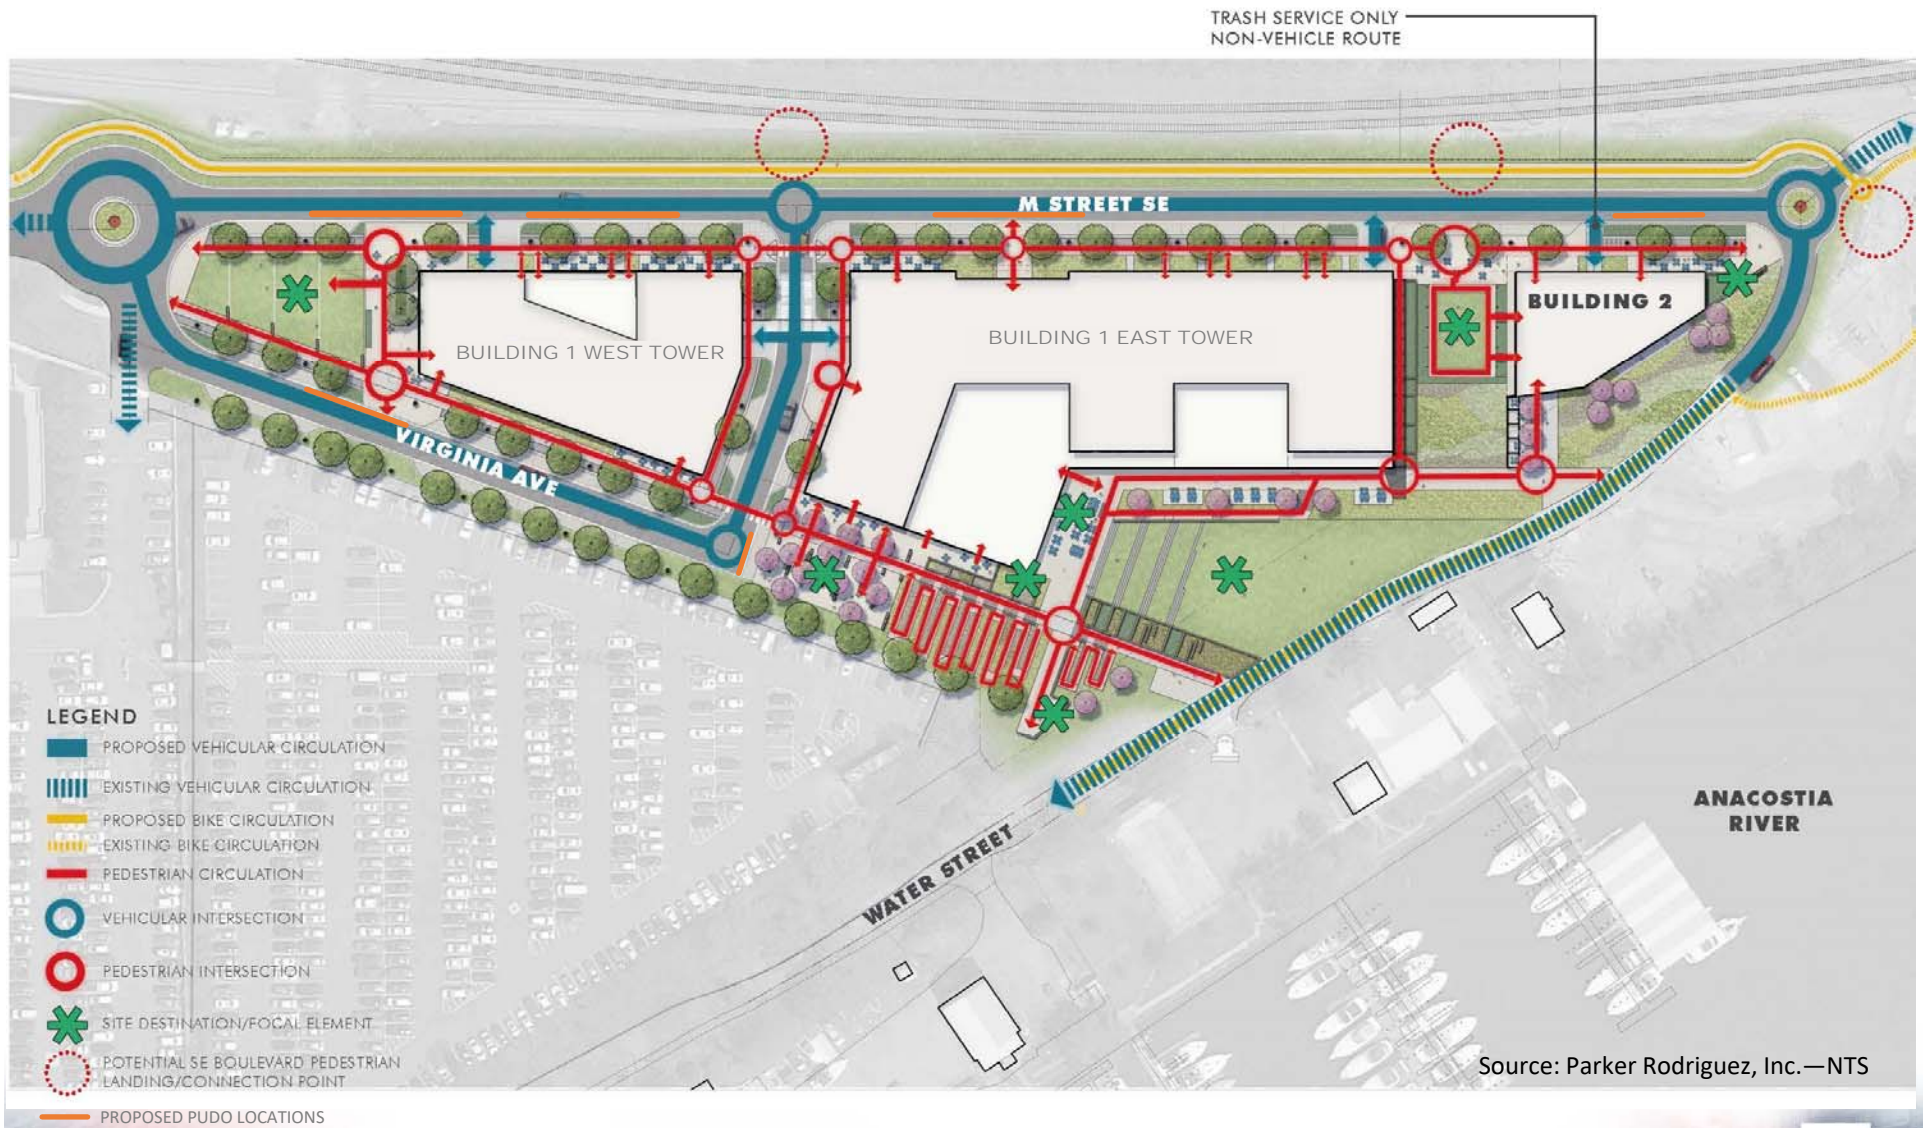 TRASH SERVICE ONLY
NON-VEHICLE ROUTE
M STREET SE
BUILDING 2
BUILDING 1 WEST TOWER
BUILDING 1 EAST TOWER
VIRGINIA AVE
WATER STREET
ANACOSTIA
RIVER
LEGEND
PROPOSED VEHICULAR CIRCULATION
EXISTING VEHICULAR CIRCULATION
PROPOSED BIKE CIRCULATION
EXISTING BIKE CIRCULATION
PEDESTRIAN CIRCULATION
VEHICULAR INTERSECTION
PEDESTRIAN INTERSECTION
SITE DESTINATION/FOCAL ELEMENT
POTENTIAL SE BOULEVARD PEDESTRIAN
LANDING/CONNECTION POINT
PROPOSED PUDO LOCATIONS
Source: Parker Rodriguez, Inc.—NTS